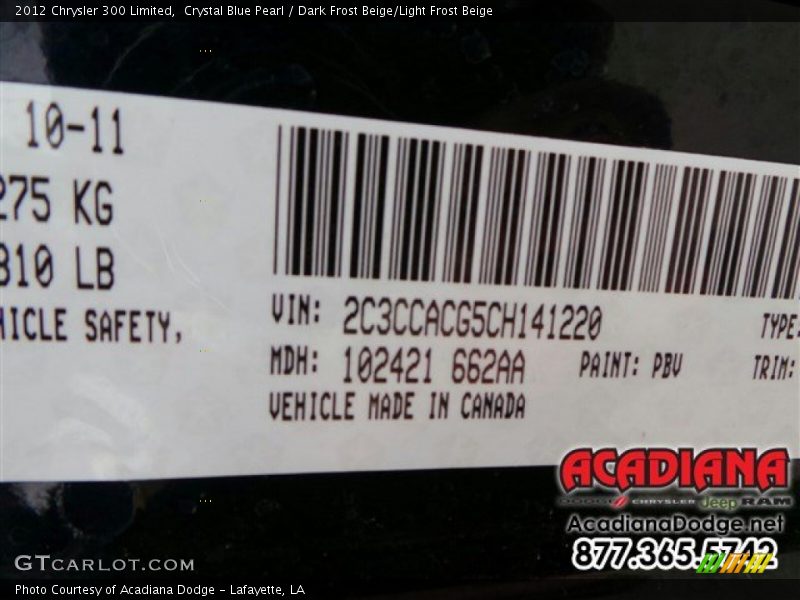 2012 Chrysler 300 Limited,  Crystal Blue Pearl / Dark Frost Beige/Light Frost Beige
10-11
275 KG
810 LB
HICLE SAFETY,
VIN: 2C3CCACG5CH141220
TYPE:
MDH: 102421 662AA
PAINT: PBV
TRIM:
VEHICLE MADE IN CANADA
ACADIANA
DODGE CHRYSLER Jeep RAM
AcadianaDodge.net
877.365.5742
GTCARLOT.COM
Photo Courtesy of Acadiana Dodge - Lafayette, LA